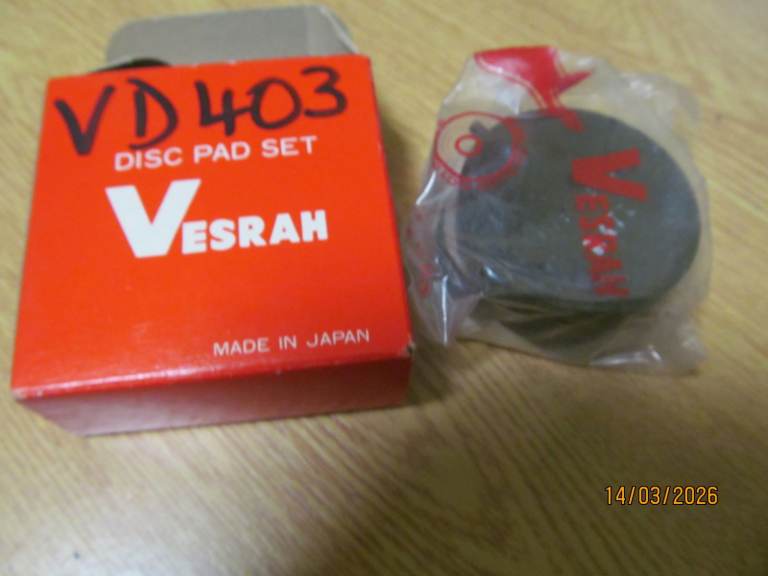 VD403
DISC PAD SET
VESRAH
MADE IN JAPAN
VESRAH
14/03/2026